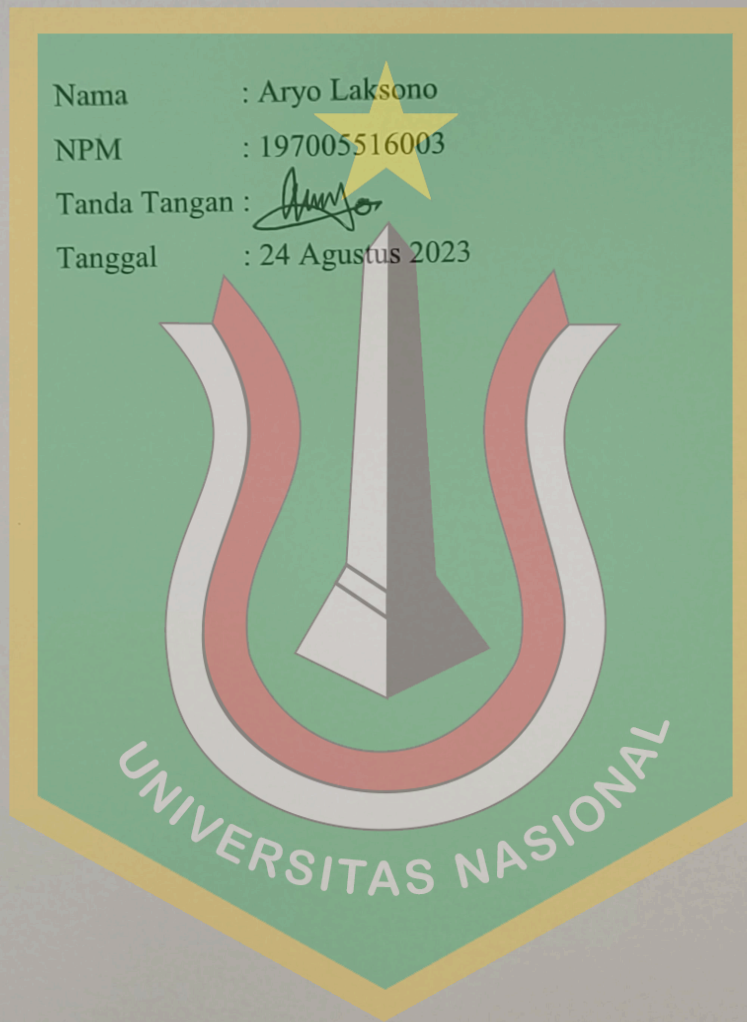 Nama : Aryo Laksono
NPM : 197005516003
Tanda Tangan :
Tanggal : 24 Agustus 2023
UNIVERSITAS NASIONAL